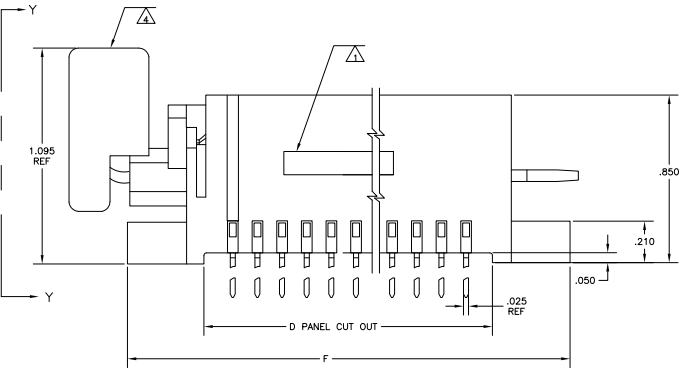 Y
4
1
1.095
REF
.850
.210
.050
.025
REF
Y
D PANEL CUT OUT
F